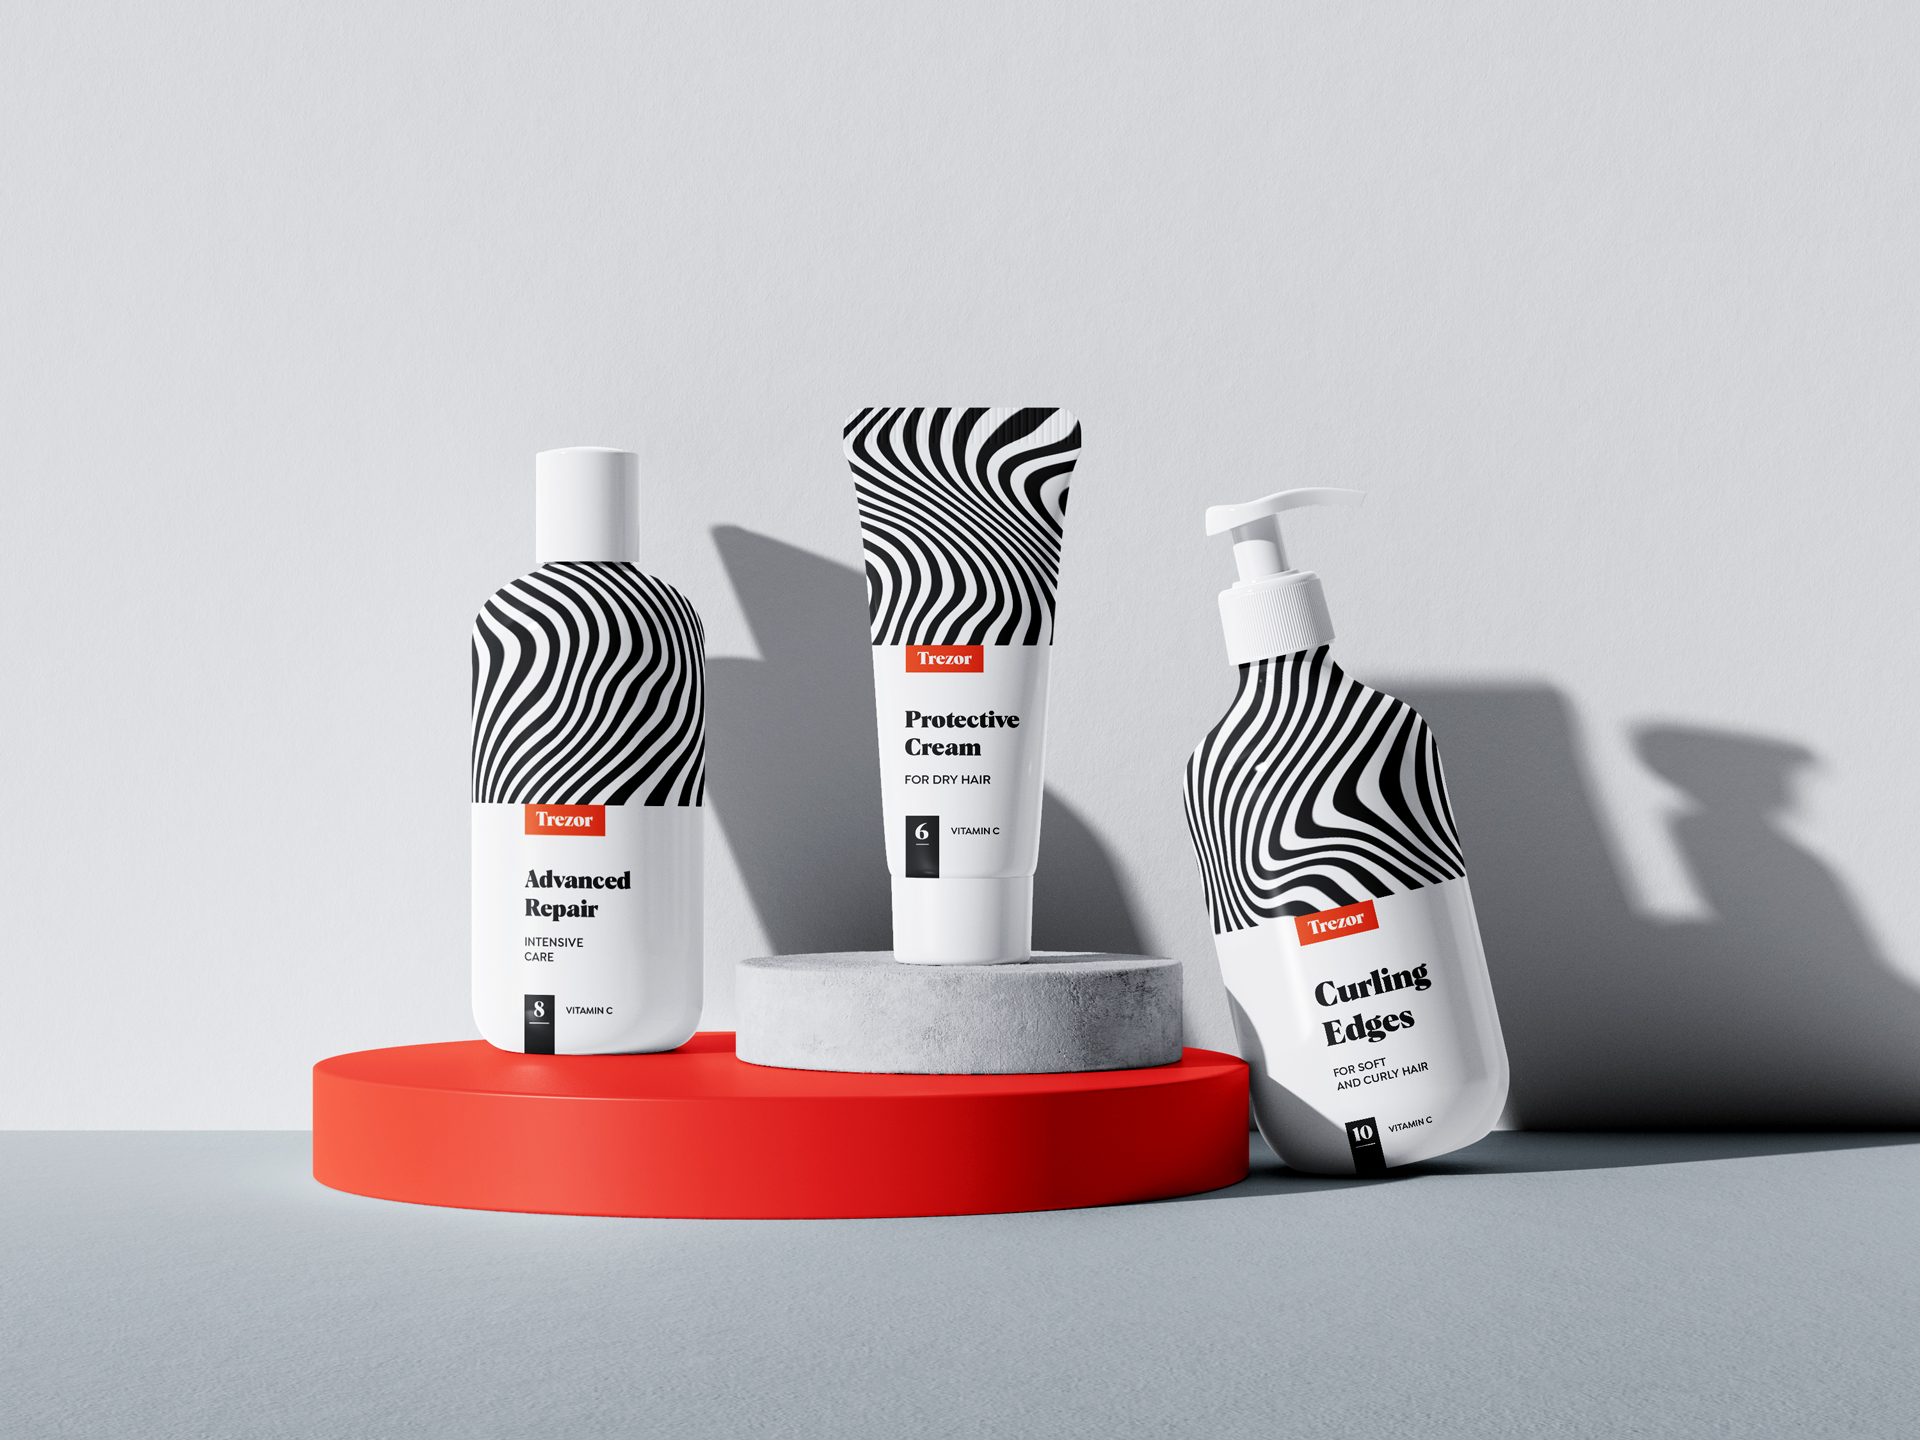 Trezor
Advanced
Repair
INTENSIVE
CARE
8
VITAMIN C
Trezor
Protective
Cream
FOR DRY HAIR
6
VITAMIN C
Trezor
Curling
Edges
FOR SOFT
AND CURLY HAIR
10
VITAMIN C